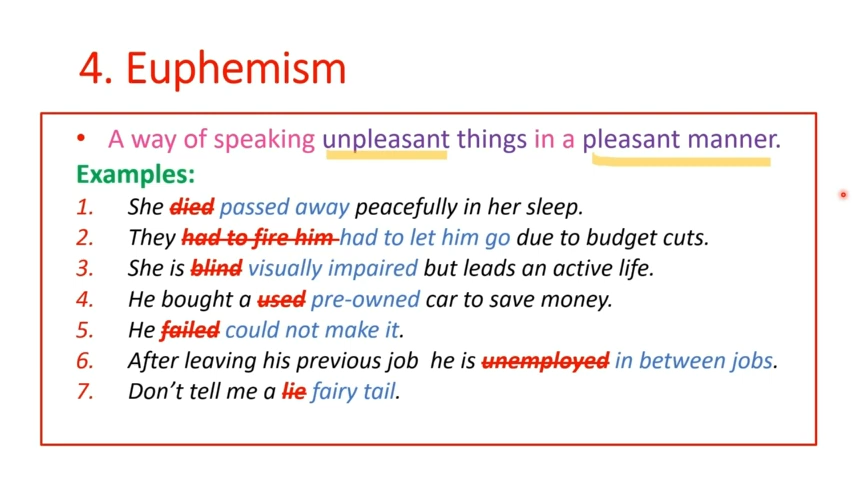 4. Euphemism
• A way of speaking unpleasant things in a pleasant manner.
Examples:
1. She died passed away peacefully in her sleep.
2. They had to fire him had to let him go due to budget cuts.
3. She is blind visually impaired but leads an active life.
4. He bought a used pre-owned car to save money.
5. He failed could not make it.
6. After leaving his previous job he is unemployed in between jobs.
7. Don't tell me a lie fairy tail.